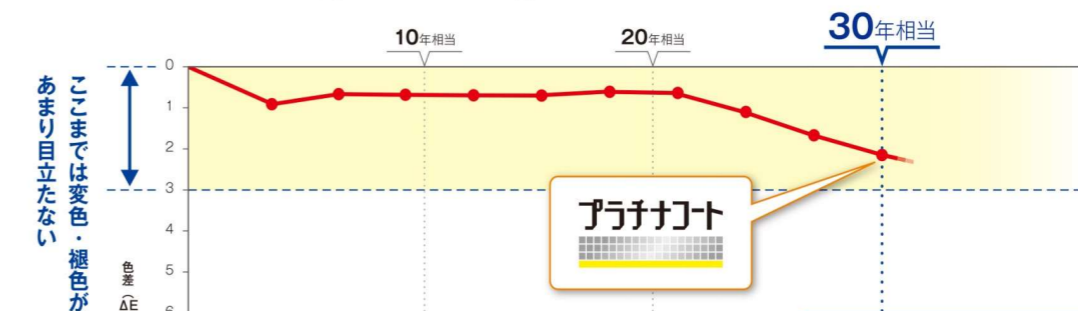 10年相当
20年相当
30年相当
ここまでは変色・褪色が
あまり目立たない
0
1
2
3
4
5
6
色差（ΔE
プラチナコート